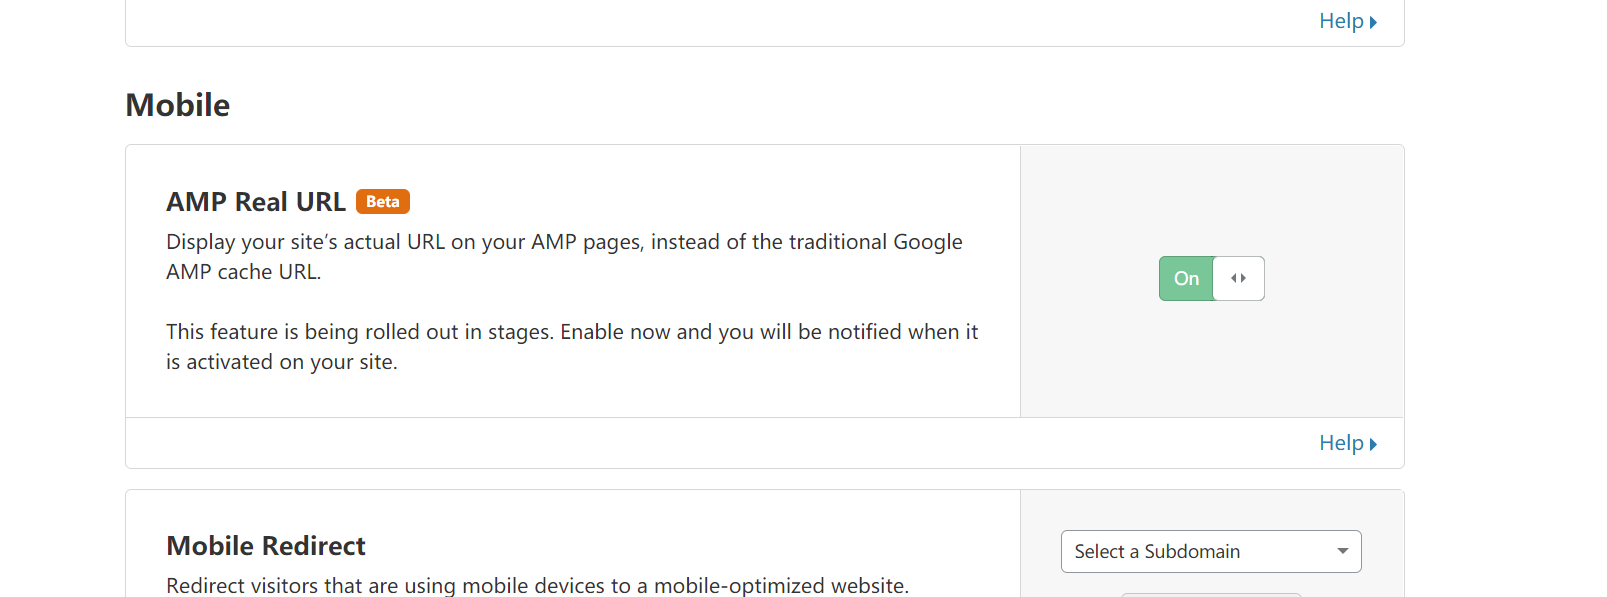 Help
Mobile
AMP Real URL Beta
Display your site’s actual URL on your AMP pages, instead of the traditional Google
AMP cache URL.
This feature is being rolled out in stages. Enable now and you will be notified when it
is activated on your site.
On
Help
Mobile Redirect
Redirect visitors that are using mobile devices to a mobile-optimized website.
Select a Subdomain